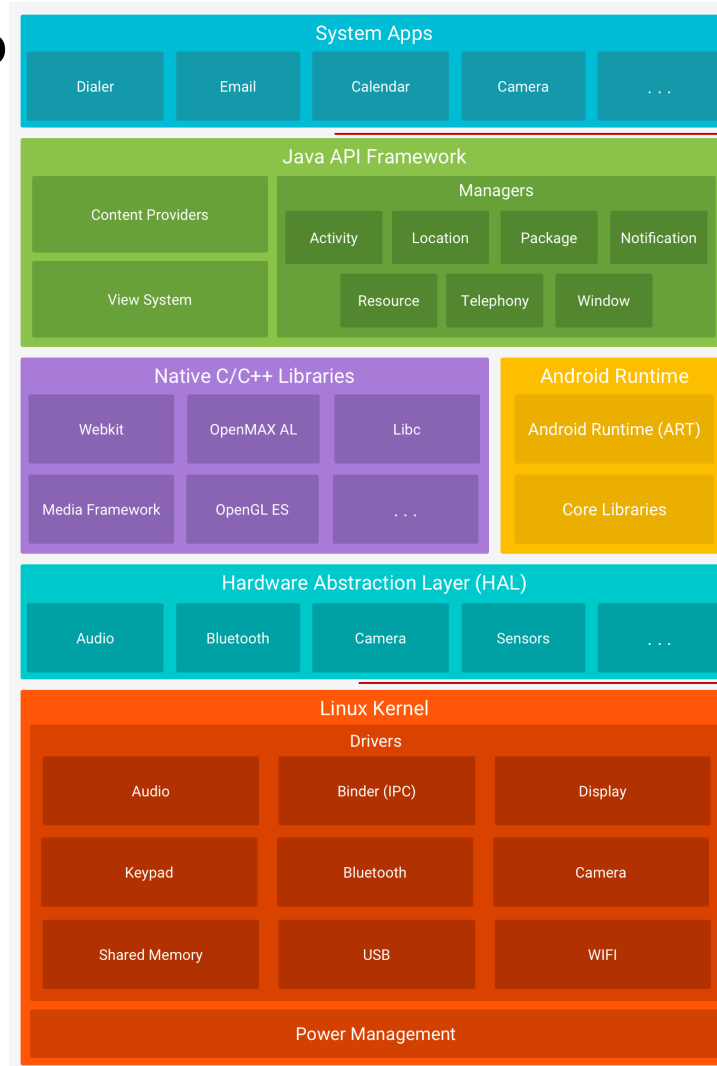 System Apps
Dialer
Email
Calendar
Camera
. . .
Java API Framework
Content Providers
View System
Managers
Activity
Location
Package
Notification
Resource
Telephony
Window
Native C/C++ Libraries
Webkit
OpenMAX AL
Libc
Media Framework
OpenGL ES
. . .
Android Runtime
Android Runtime (ART)
Core Libraries
Hardware Abstraction Layer (HAL)
Audio
Bluetooth
Camera
Sensors
. . .
Linux Kernel
Drivers
Audio
Binder (IPC)
Display
Keypad
Bluetooth
Camera
Shared Memory
USB
WIFI
Power Management